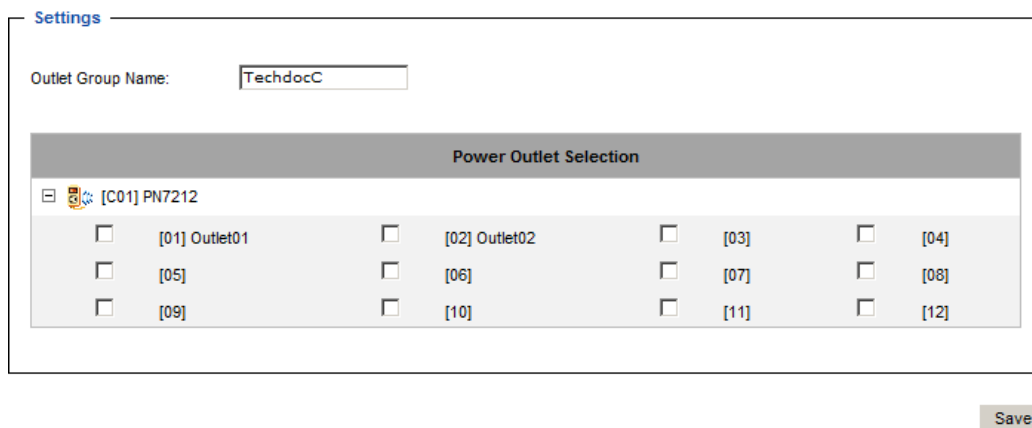 Settings
Outlet Group Name: TechdocC
Power Outlet Selection
[C01] PN7212
[01] Outlet01 [02] Outlet02 [03] [04]
[05] [06] [07] [08]
[09] [10] [11] [12]
Save